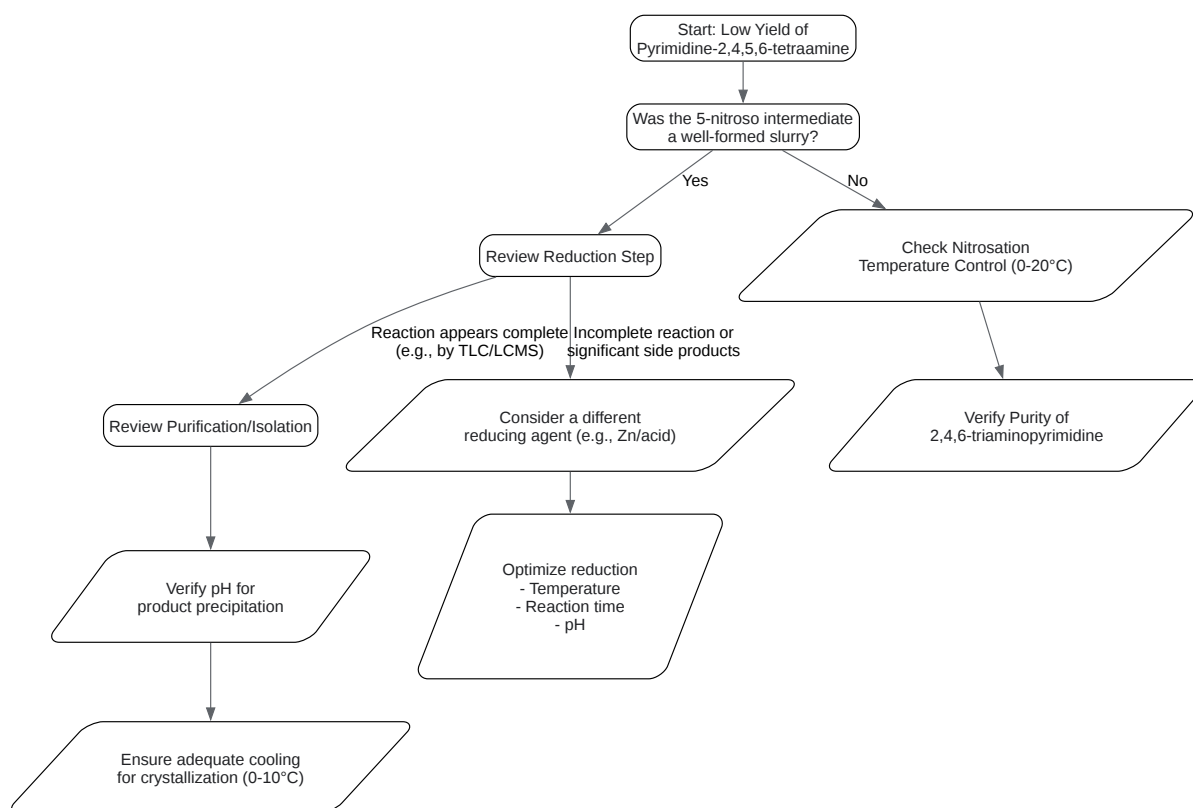 Start: Low Yield of
Pyrimidine-2,4,5,6-tetraamine
Was the 5-nitroso intermediate
a well-formed slurry?
Yes
No
Review Reduction Step
Check Nitrosation
Temperature Control (0-20°C)
Reaction appears complete
(e.g., by TLC/LCMS)
Incomplete reaction or
significant side products
Review Purification/Isolation
Consider a different
reducing agent (e.g., Zn/acid)
Verify Purity of
2,4,6-triaminopyrimidine
Verify pH for
product precipitation
Optimize reduction
- Temperature
- Reaction time
- pH
Ensure adequate cooling
for crystallization (0-10°C)